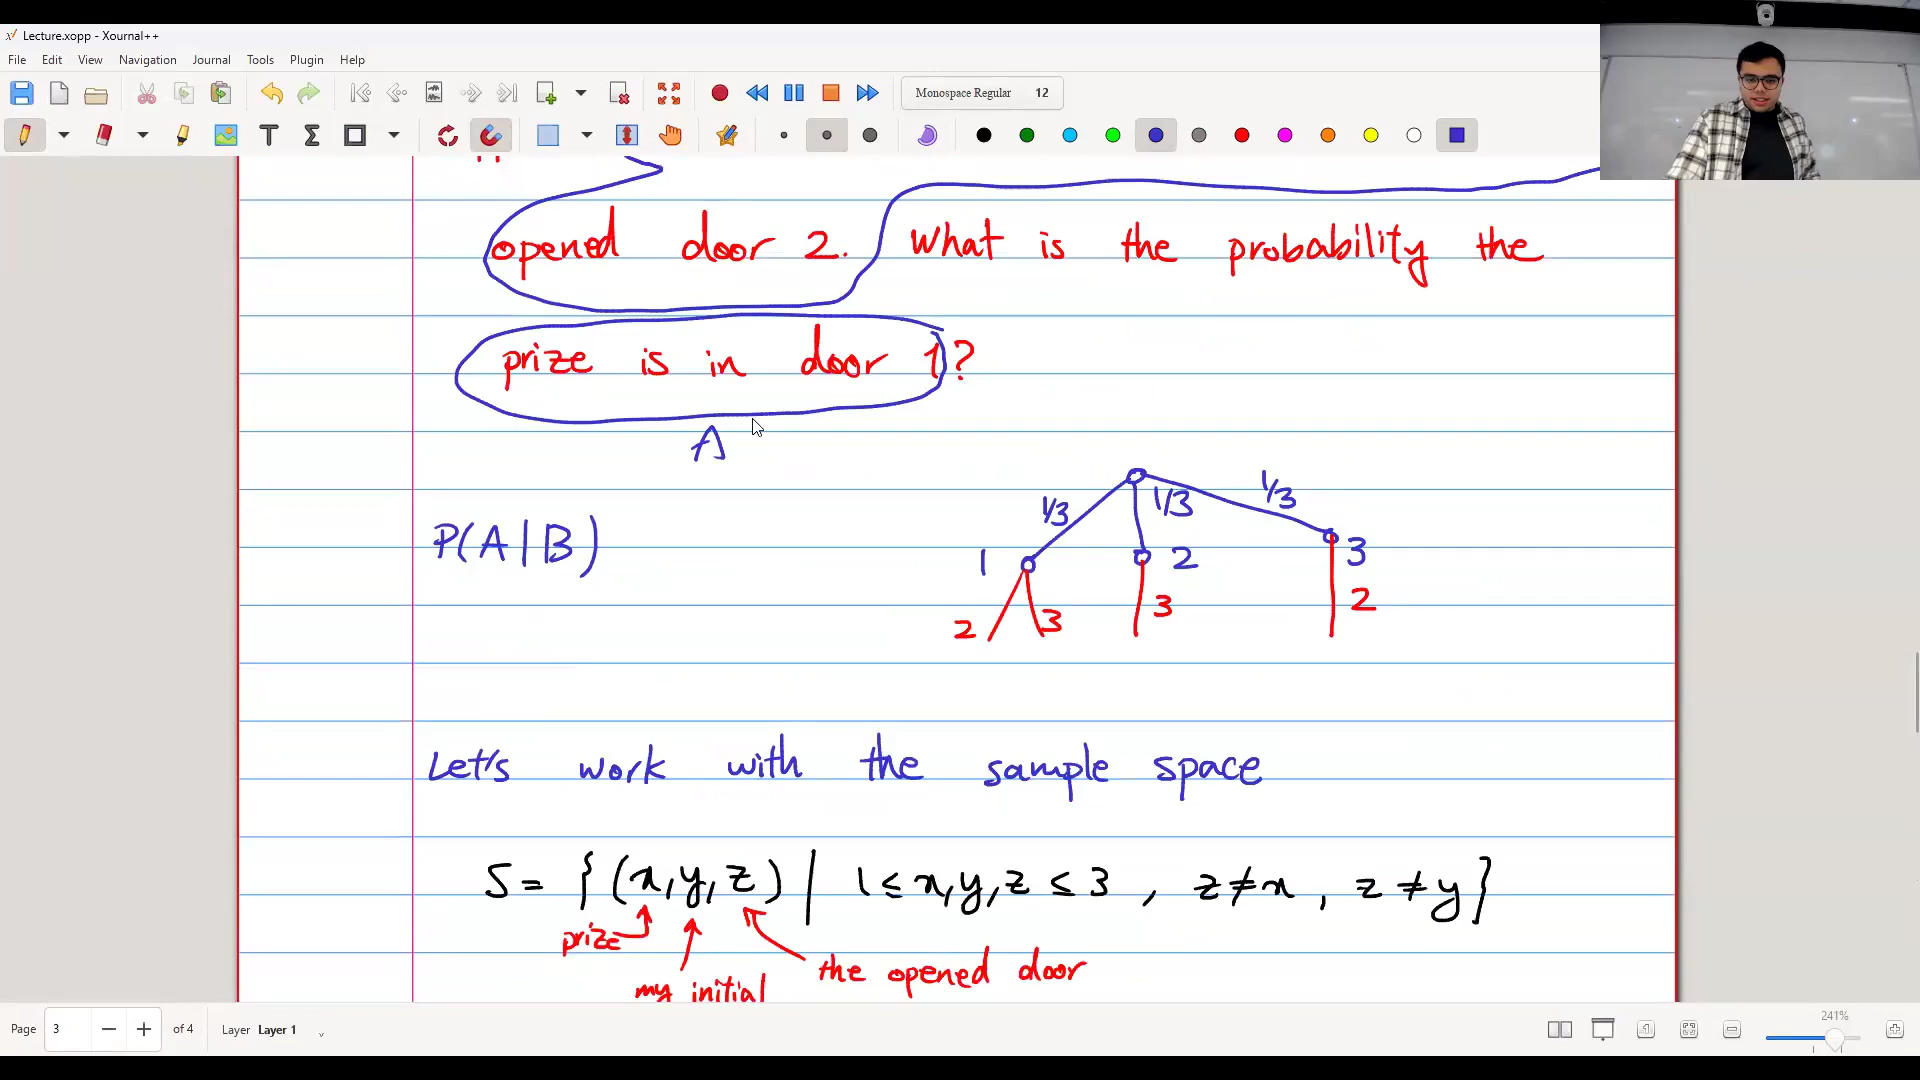 Lecture.xopp - Xournal++
File Edit View Navigation Journal Tools Plugin Help
Monospace Regular 12
opened door 2. What is the probability the
prize is in door 1?
A
1/3 1/3 1/3
P(A|B)
1 2 3
2 3 3 2
Let's work with the sample space
S = {(x,y,z) | 1≤x,y,z ≤ 3 , z≠x , z≠y}
prize
the opened door
my initial
Page 3 of 4 Layer Layer 1
241%